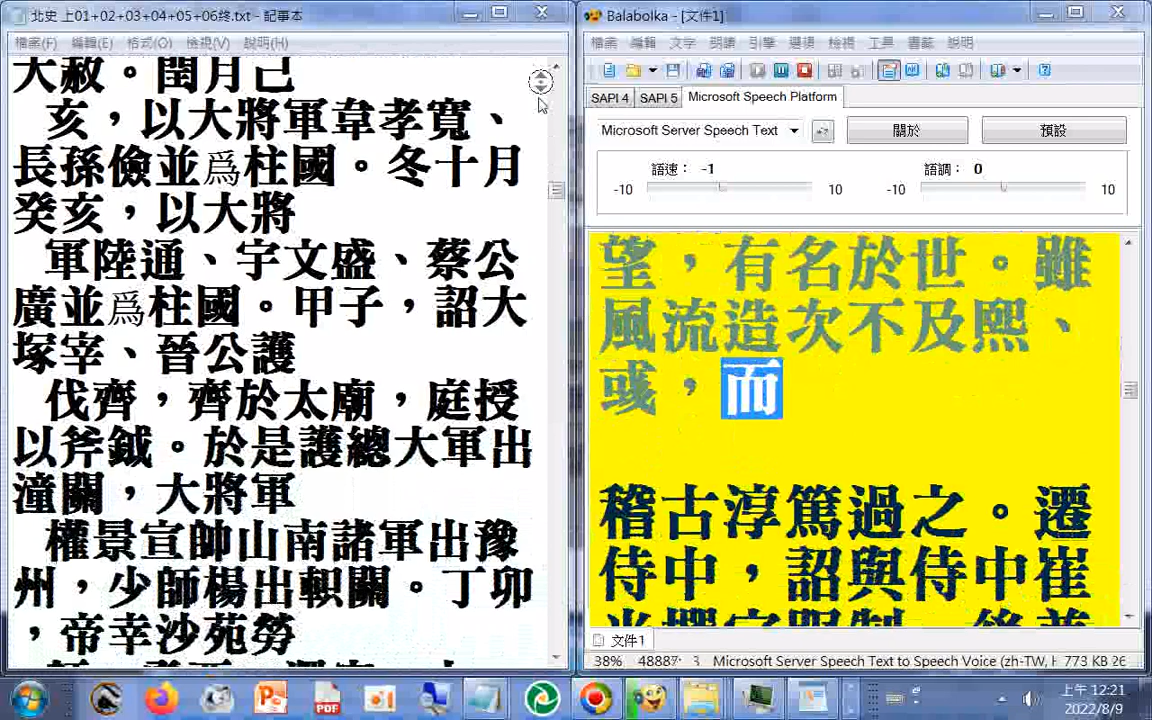 北史 上01+02+03+04+05+06终.txt - 記事本
檔案(F) 編輯(E) 格式(O) 檢視(V) 說明(H)
大赦。閏月己
亥，以大將軍韋孝寬、
長孫儉並爲柱國。冬十月
癸亥，以大將
軍陸通、宇文盛、蔡公
廣並爲柱國。甲子，詔大
塚宰、晉公護
伐齊，齊於太廟，庭授
以斧鉞。於是護總大軍出
潼關，大將軍
權景宣帥山南諸軍出豫
州，少師楊出軹關。丁卯
，帝幸沙苑勞
Balabolka - [文件1]
檔案 編輯 文字 朗讀 引擎 選項 檢視 工具 書籤 說明
SAPI 4 SAPI 5 Microsoft Speech Platform
Microsoft Server Speech Text 關於 預設
語速： -1 語調： 0
-10 10 -10 10
望，有名於世。雖
風流造次不及熙、
彧，而
稽古淳篤過之。遷
侍中，詔與侍中崔
文件1
38% 48887 Microsoft Server Speech Text to Speech Voice (zh-TW, H 773 KB 26
PDF
上午 12:21
2022/8/9